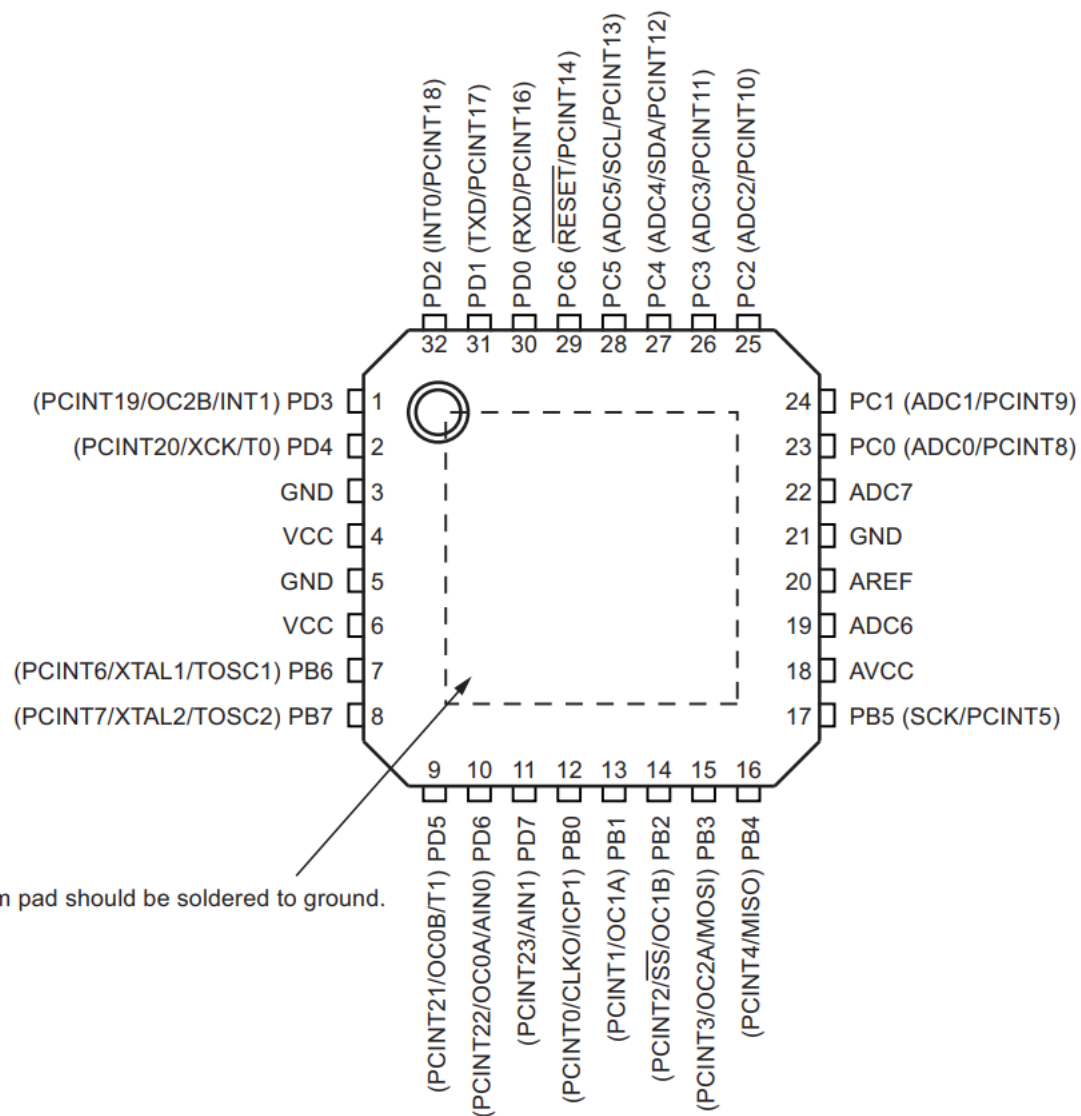 PD2 (INT0/PCINT18)
PD1 (TXD/PCINT17)
PD0 (RXD/PCINT16)
PC6 (RESET/PCINT14)
PC5 (ADC5/SCL/PCINT13)
PC4 (ADC4/SDA/PCINT12)
PC3 (ADC3/PCINT11)
PC2 (ADC2/PCINT10)
32 31 30 29 28 27 26 25
(PCINT19/OC2B/INT1) PD3 1
(PCINT20/XCK/T0) PD4 2
GND 3
VCC 4
GND 5
VCC 6
(PCINT6/XTAL1/TOSC1) PB6 7
(PCINT7/XTAL2/TOSC2) PB7 8
24 PC1 (ADC1/PCINT9)
23 PC0 (ADC0/PCINT8)
22 ADC7
21 GND
20 AREF
19 ADC6
18 AVCC
17 PB5 (SCK/PCINT5)
9 10 11 12 13 14 15 16
(PCINT21/OC0B/T1) PD5
(PCINT22/OC0A/AIN0) PD6
(PCINT23/AIN1) PD7
(PCINT0/CLKO/ICP1) PB0
(PCINT1/OC1A) PB1
(PCINT2/SS/OC1B) PB2
(PCINT3/OC2A/MOSI) PB3
(PCINT4/MISO) PB4
pad should be soldered to ground.